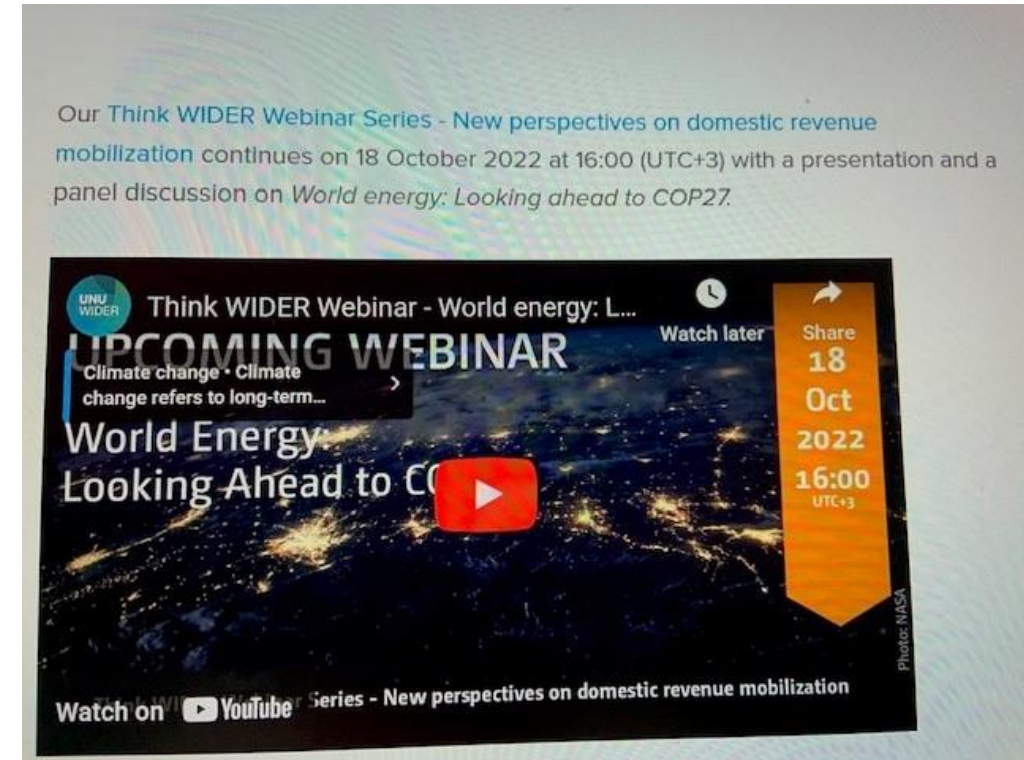 Our Think WIDER Webinar Series - New perspectives on domestic revenue
mobilization continues on 18 October 2022 at 16:00 (UTC+3) with a presentation and a
panel discussion on World energy: Looking ahead to COP27.
UNU
WIDER
Think WIDER Webinar - World energy: L...
Watch later
Share
UPCOMING WEBINAR
Climate change • Climate
change refers to long-term...
World Energy:
Looking Ahead to
18
Oct
2022
16:00
UTC+3
Photo: NASA
Series - New perspectives on domestic revenue mobilization
Watch on YouTube